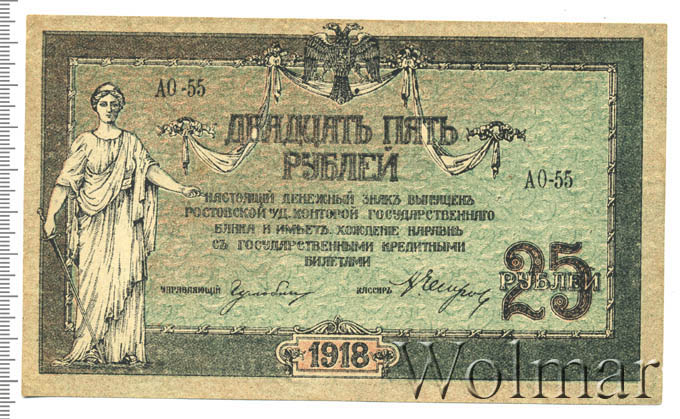 АО-55
ДВАДЦАТЬ ПЯТЬ
РУБЛЕЙ
АО-55
НАСТОЯЩІЙ ДЕНЕЖНЫЙ ЗНАКЪ ВЫПУЩЕНЪ
РОСТОВСКОЙ Н/Д. КОНТОРОЙ ГОСУДАРСТВЕННАГО
БАНКА И ИМѢЕТЪ ХОЖДЕНІЕ НАРАВНѢ
СЪ ГОСУДАРСТВЕННЫМИ КРЕДИТНЫМИ
БИЛЕТАМИ
УПРАВЛЯЮЩІЙ
КАССИРЪ
25
РУБЛЕЙ
1918
Wolmar